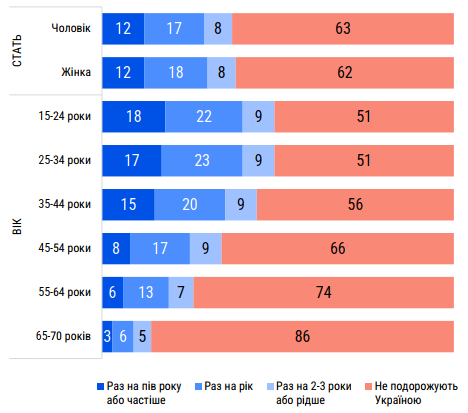 СТАТЬ
Чоловік 12 17 8 63
Жінка 12 18 8 62
ВІК
15-24 роки 18 22 9 51
25-34 роки 17 23 9 51
35-44 роки 15 20 9 56
45-54 роки 8 17 9 66
55-64 роки 6 13 7 74
65-70 років 3 6 5 86
Раз на пів року або частіше
Раз на рік
Раз на 2-3 роки або рідше
Не подорожують Україною